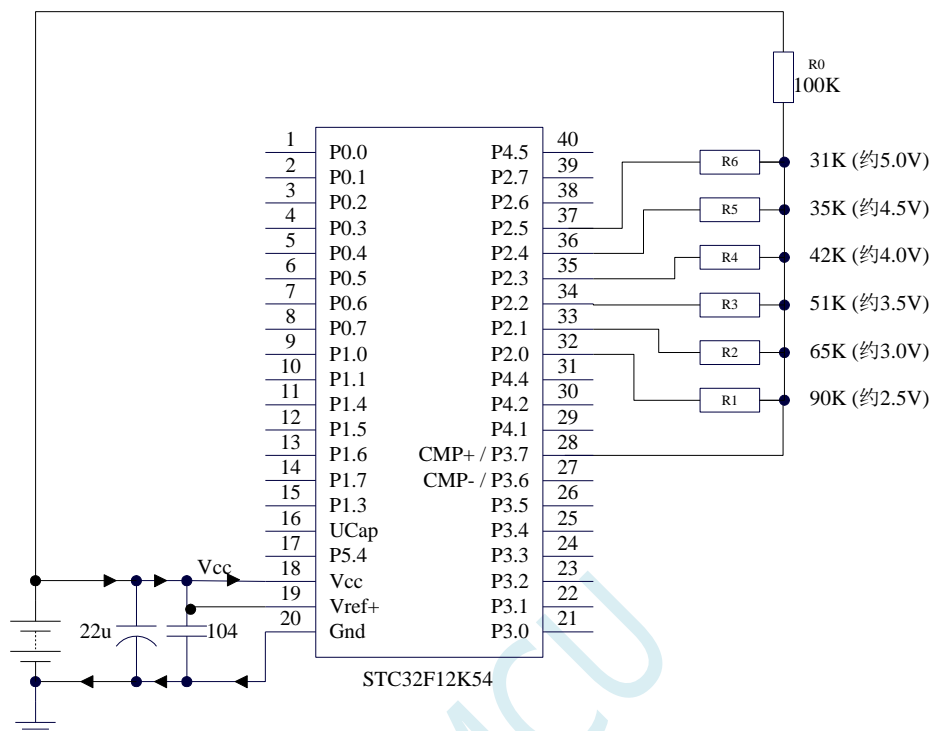 R0
100K
1 P0.0 P4.5 40
2 P0.1 P2.7 39
3 P0.2 P2.6 38
4 P0.3 P2.5 37
5 P0.4 P2.4 36
6 P0.5 P2.3 35
7 P0.6 P2.2 34
8 P0.7 P2.1 33
9 P1.0 P2.0 32
10 P1.1 P4.4 31
11 P1.4 P4.2 30
12 P1.5 P4.1 29
13 P1.6 CMP+ / P3.7 28
14 P1.7 CMP- / P3.6 27
15 P1.3 P3.5 26
16 UCap P3.4 25
17 P5.4 P3.3 24
18 Vcc P3.2 23
19 Vref+ P3.1 22
20 Gnd P3.0 21
R6 31K (约5.0V)
R5 35K (约4.5V)
R4 42K (约4.0V)
R3 51K (约3.5V)
R2 65K (约3.0V)
R1 90K (约2.5V)
Vcc
22u
104
STC32F12K54
MCU